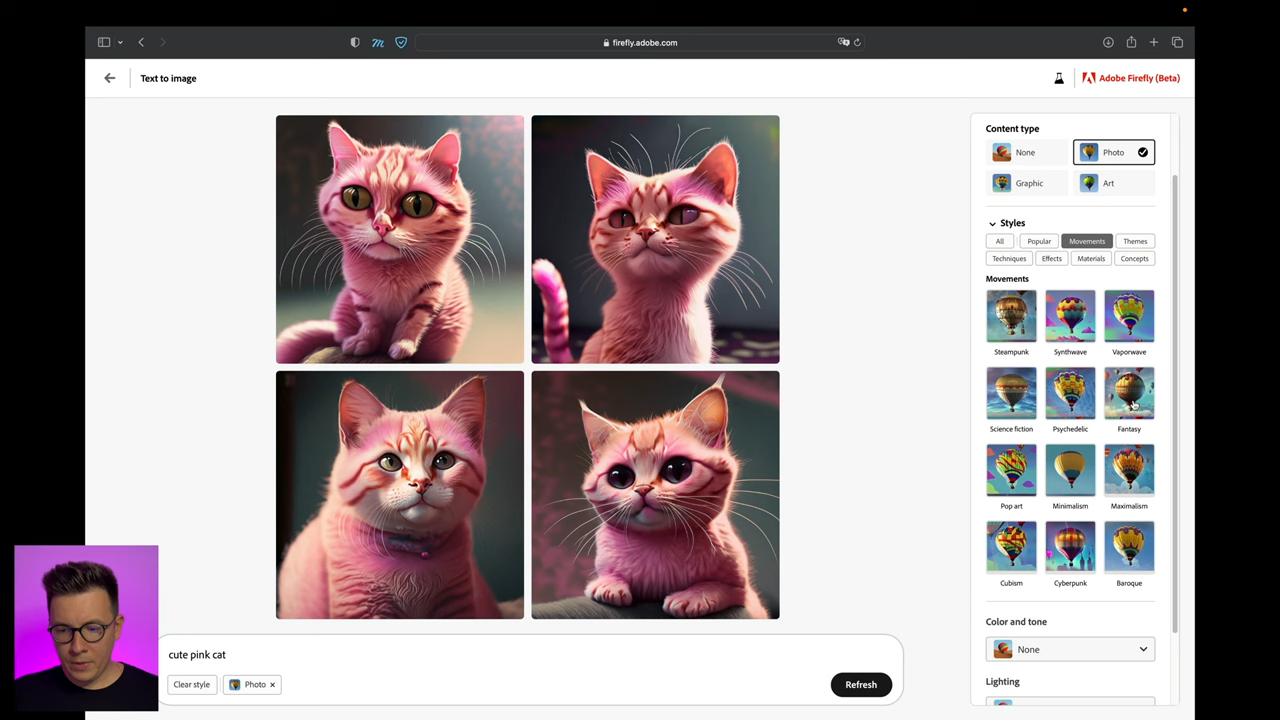 firefly.adobe.com
Text to image
Adobe Firefly (Beta)
Content type
None
Photo
Graphic
Art
Styles
All
Popular
Movements
Themes
Techniques
Effects
Materials
Concepts
Movements
Steampunk
Synthwave
Vaporwave
Science fiction
Psychedelic
Fantasy
Pop art
Minimalism
Maximalism
Cubism
Cyberpunk
Baroque
Color and tone
None
Lighting
cute pink cat
Clear style
Photo
Refresh